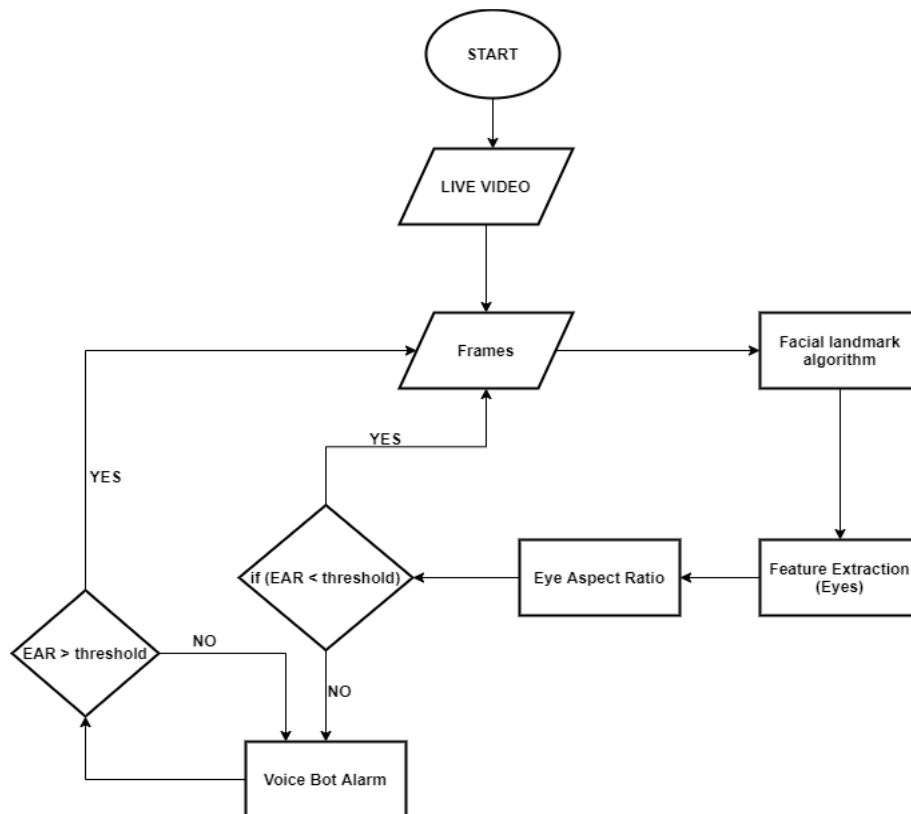 START
LIVE VIDEO
Frames
Facial landmark
algorithm
YES
YES
if (EAR < threshold)
Eye Aspect Ratio
Feature Extraction
(Eyes)
EAR > threshold
NO
NO
Voice Bot Alarm